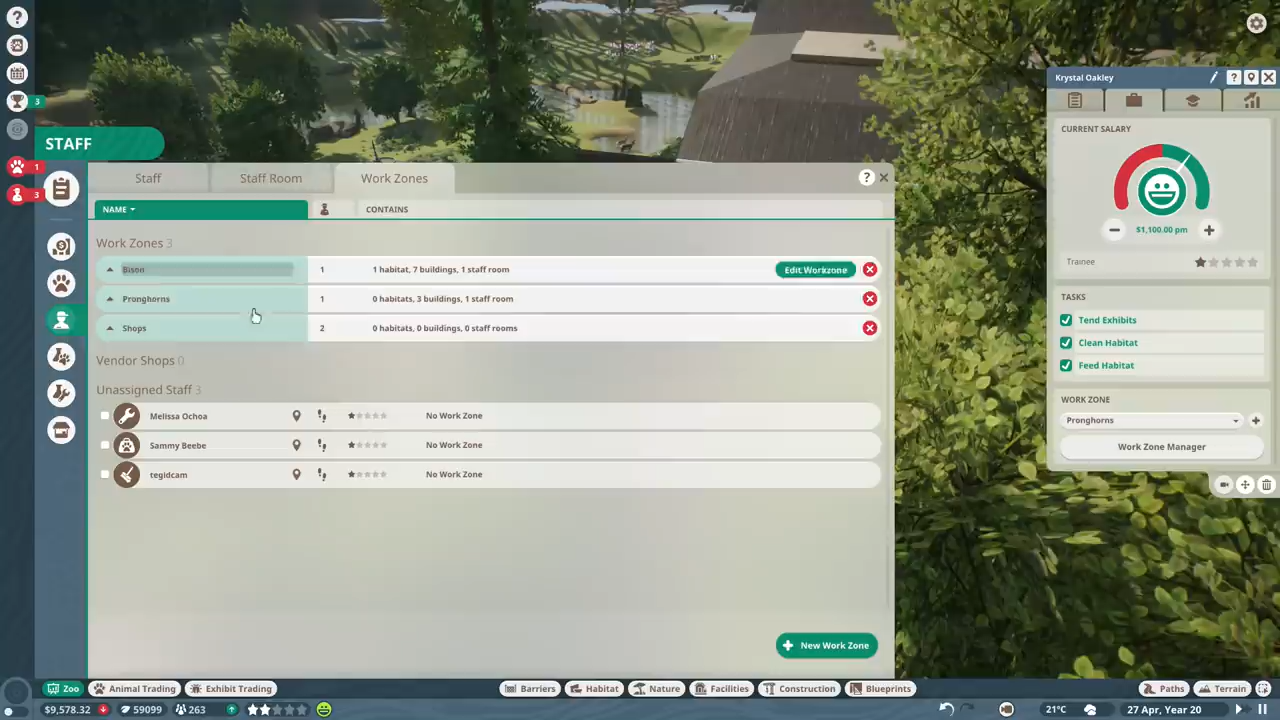 3
STAFF
1
3
Staff
Staff Room
Work Zones
?
NAME
CONTAINS
Work Zones 3
Bison
1
1 habitat, 7 buildings, 1 staff room
Edit Workzone
Pronghorns
1
0 habitats, 3 buildings, 1 staff room
Shops
2
0 habitats, 0 buildings, 0 staff rooms
Vendor Shops 0
Unassigned Staff 3
Melissa Ochoa
No Work Zone
Sammy Beebe
No Work Zone
tegidcam
No Work Zone
New Work Zone
Krystal Oakley
?
CURRENT SALARY
$1,100.00 pm
Trainee
TASKS
Tend Exhibits
Clean Habitat
Feed Habitat
WORK ZONE
Pronghorns
Work Zone Manager
Zoo
Animal Trading
Exhibit Trading
Barriers
Habitat
Nature
Facilities
Construction
Blueprints
Paths
Terrain
$9,578.32
59099
263
21°C
27 Apr, Year 20